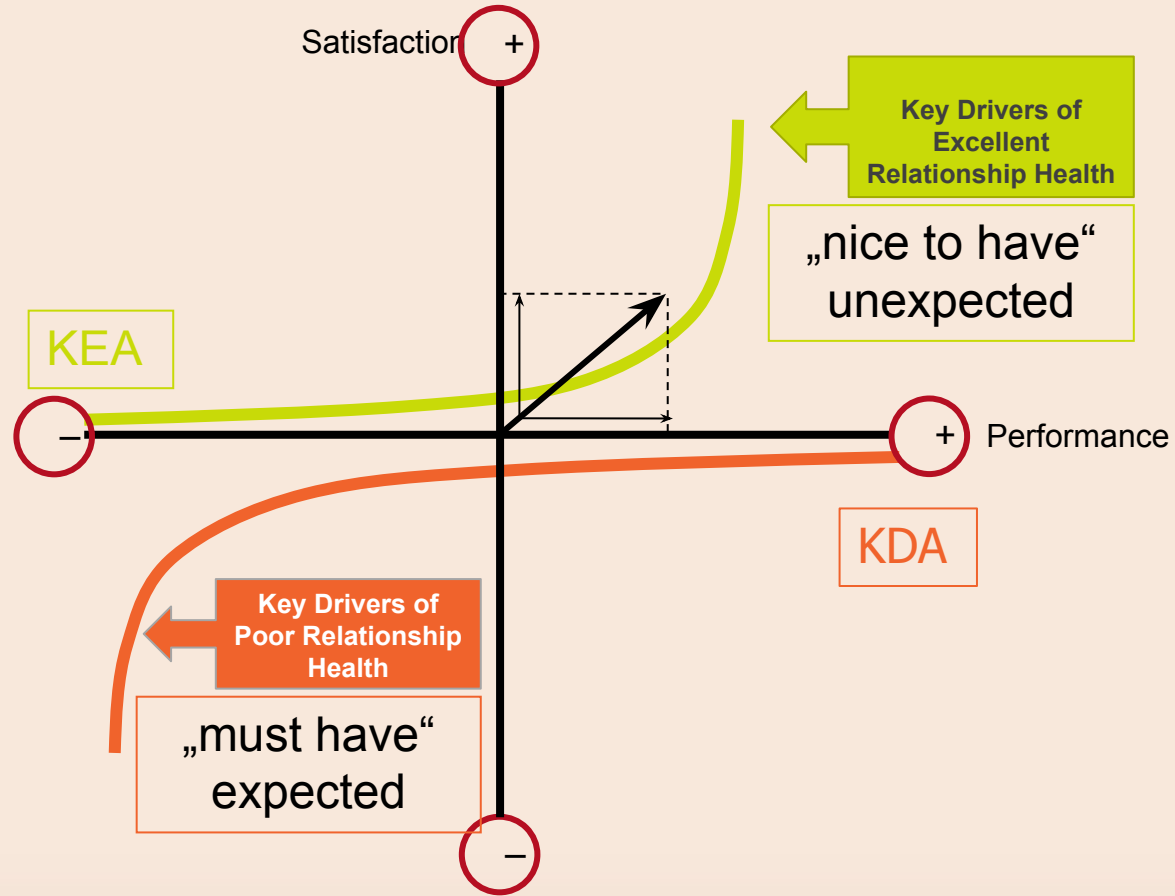 Satisfaction
+
Key Drivers of
Excellent
Relationship Health
„nice to have“
unexpected
KEA
–
+
Performance
KDA
Key Drivers of
Poor Relationship
Health
„must have“
expected
–